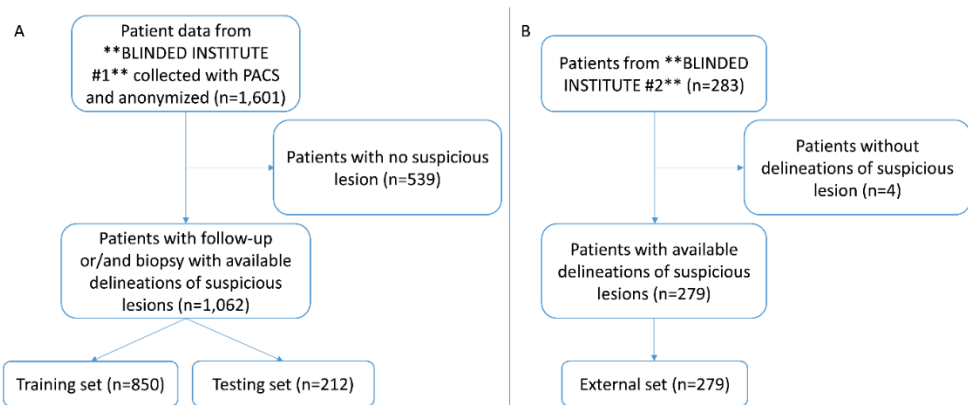 A
Patient data from
**BLINDED INSTITUTE
#1** collected with PACS
and anonymized (n=1,601)
Patients with no suspicious
lesion (n=539)
Patients with follow-up
or/and biopsy with available
delineations of suspicious
lesions (n=1,062)
Training set (n=850)
Testing set (n=212)
B
Patients from **BLINDED
INSTITUTE #2** (n=283)
Patients without
delineations of suspicious
lesion (n=4)
Patients with available
delineations of suspicious
lesions (n=279)
External set (n=279)